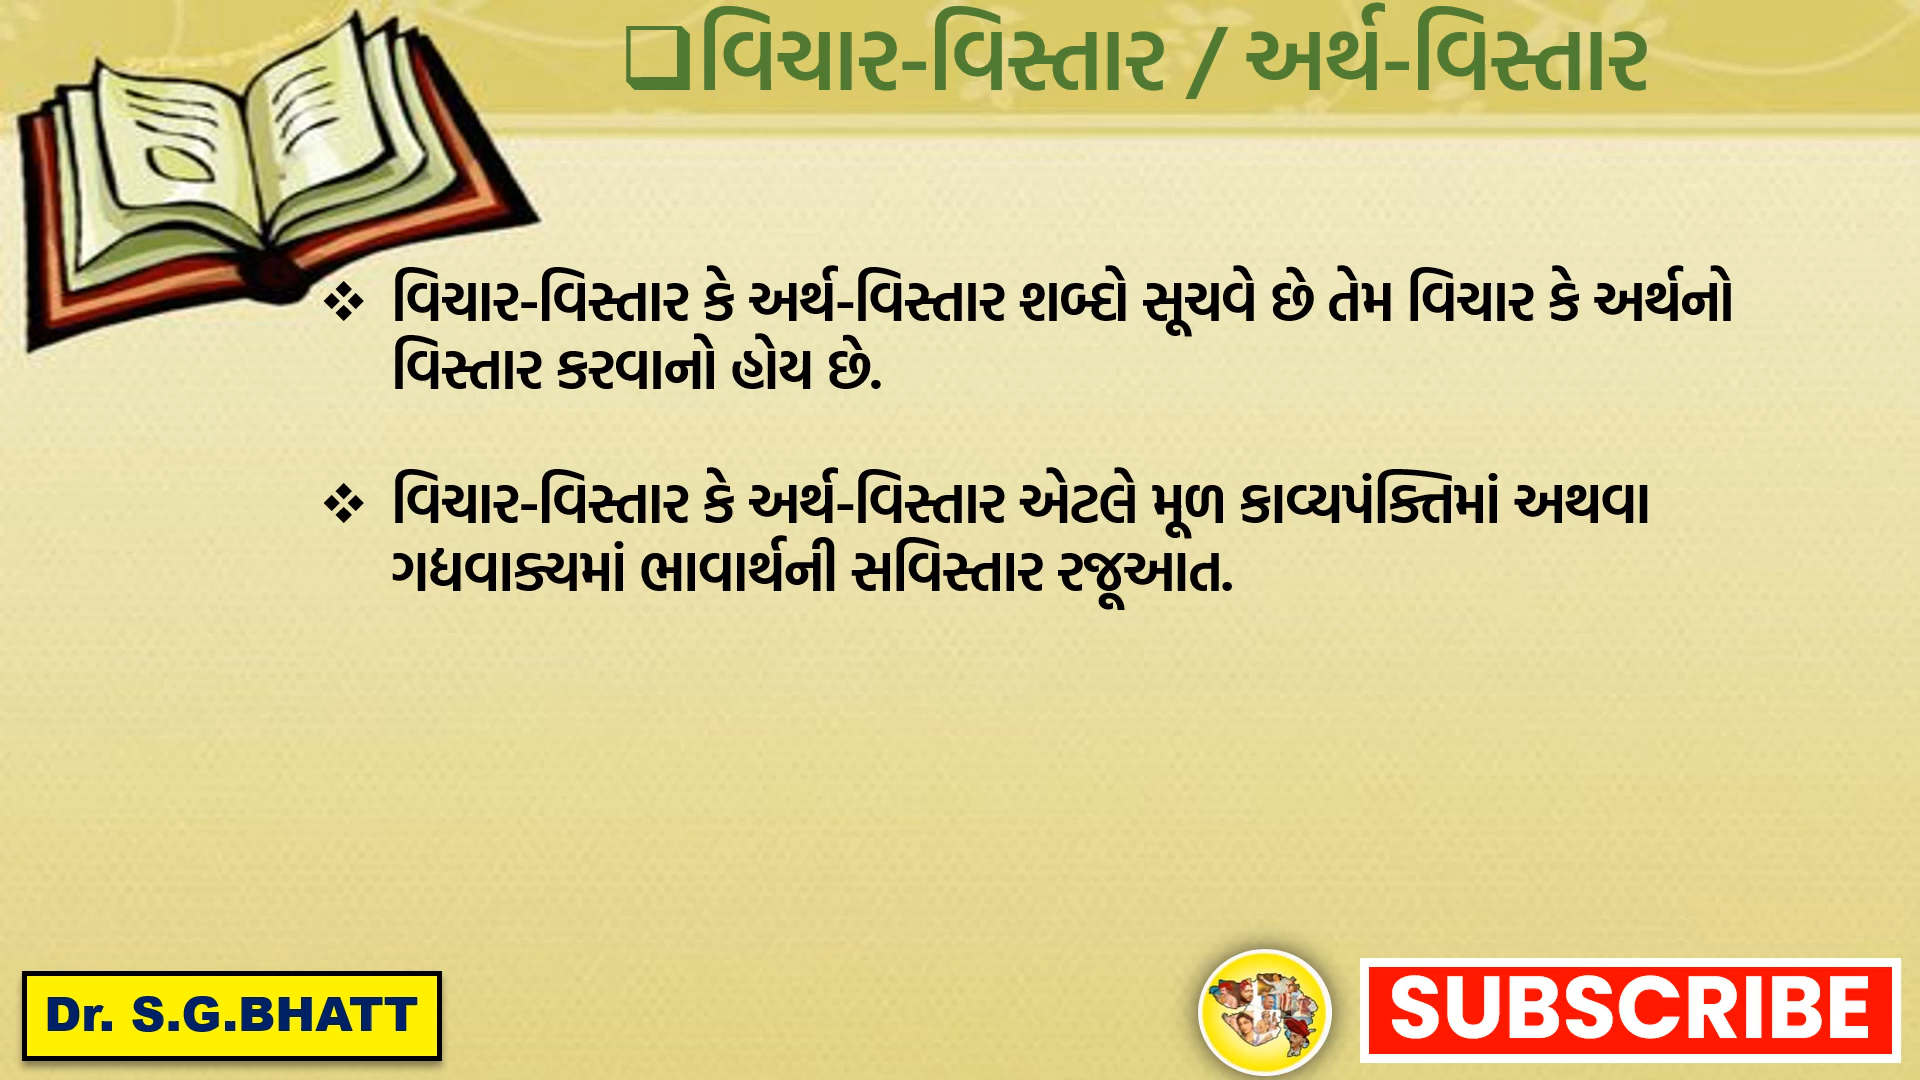 ❑વિચાર-વિસ્તાર / અર્થ-વિસ્તાર
❖ વિચાર-વિસ્તાર કે અર્થ-વિસ્તાર શબ્દો સૂચવે છે તેમ વિચાર કે અર્થનો
વિસ્તાર કરવાનો હોય છે.
❖ વિચાર-વિસ્તાર કે અર્થ-વિસ્તાર એટલે મૂળ કાવ્યપંક્તિમાં અથવા
ગદ્યવાક્યમાં ભાવાર્થની સવિસ્તાર રજૂઆત.
Dr. S.G.BHATT
SUBSCRIBE